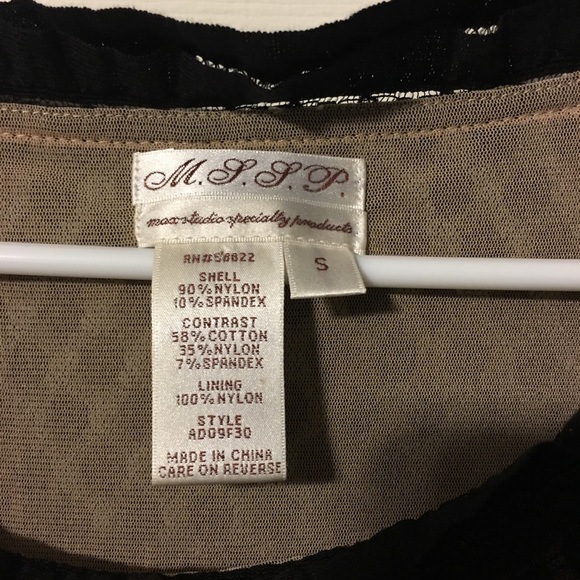 M.S.S.P.
max studio specialty products
S
RN#56822
SHELL
90%NYLON
10%SPANDEX
CONTRAST
58%COTTON
35%NYLON
7%SPANDEX
LINING
100%NYLON
STYLE
AD09F30
MADE IN CHINA
CARE ON REVERSE